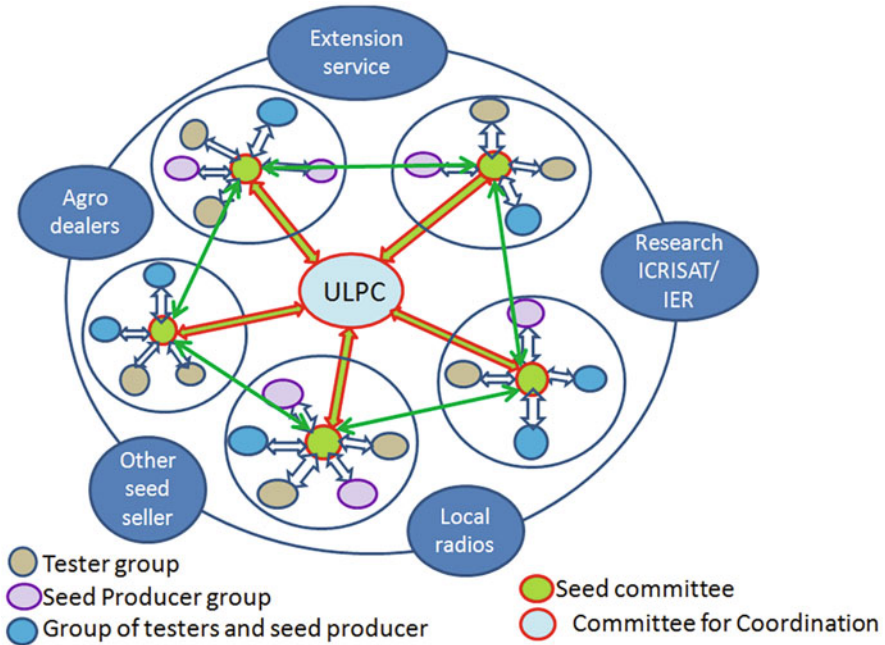 Extension
service
Agro
dealers
Research
ICRISAT/
IER
ULPC
Other
seed
seller
Local
radios
Tester group
Seed Producer group
Group of testers and seed producer
Seed committee
Committee for Coordination